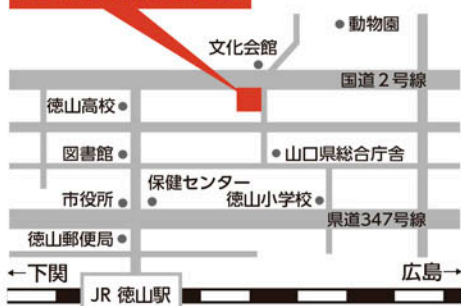 動物園
文化会館
国道2号線
徳山高校
図書館
山口県総合庁舎
保健センター
市役所
徳山小学校
県道347号線
徳山郵便局
←下関
広島→
JR 徳山駅